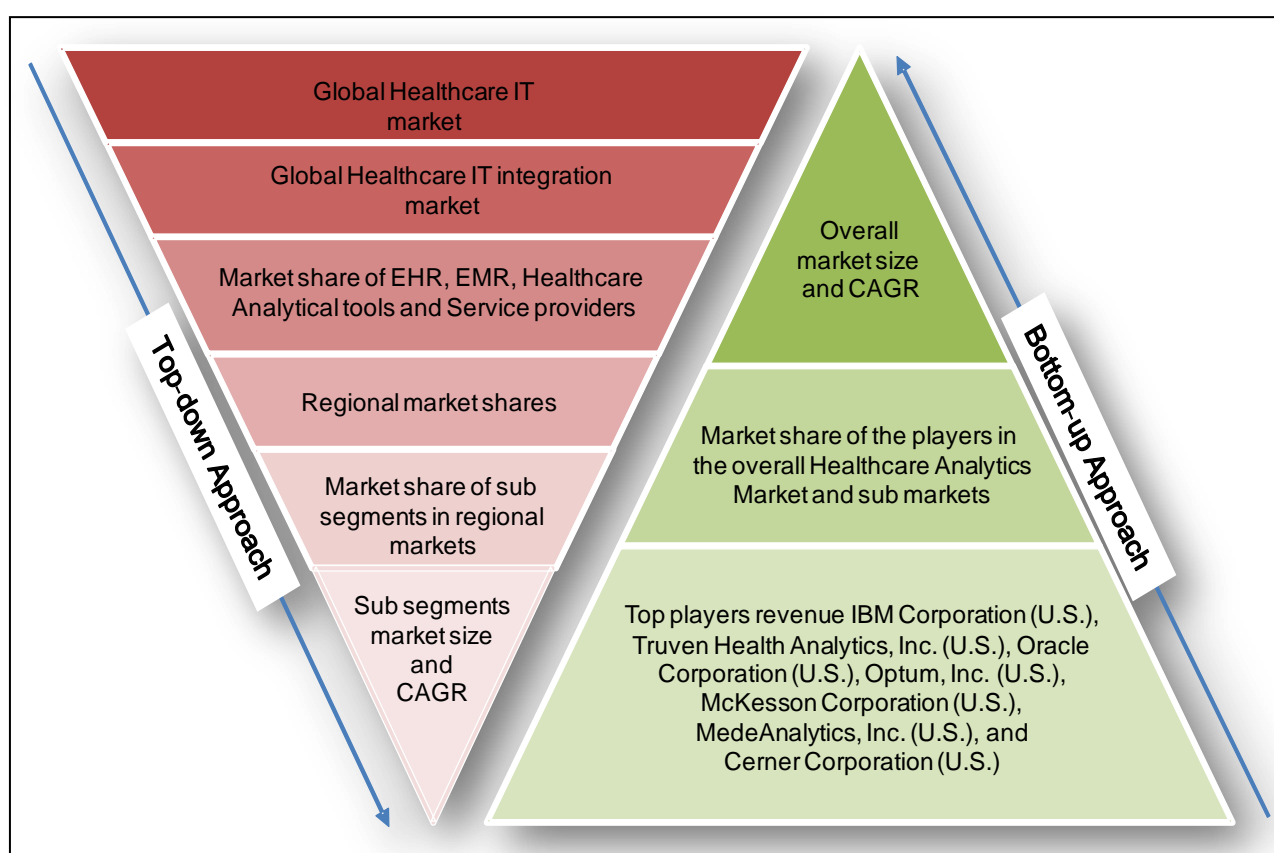 Global Healthcare IT
market
Global Healthcare IT integration
market
Market share of EHR, EMR, Healthcare
Analytical tools and Service providers
Regional market shares
Market share of sub
segments in regional
markets
Sub segments
market size
and
CAGR
Top-down Approach
Overall
market size
and CAGR
Market share of the players in
the overall Healthcare Analytics
Market and sub markets
Top players revenue IBM Corporation (U.S.),
Truven Health Analytics, Inc. (U.S.), Oracle
Corporation (U.S.), Optum, Inc. (U.S.),
McKesson Corporation (U.S.),
MedeAnalytics, Inc. (U.S.), and
Cerner Corporation (U.S.)
Bottom-up Approach